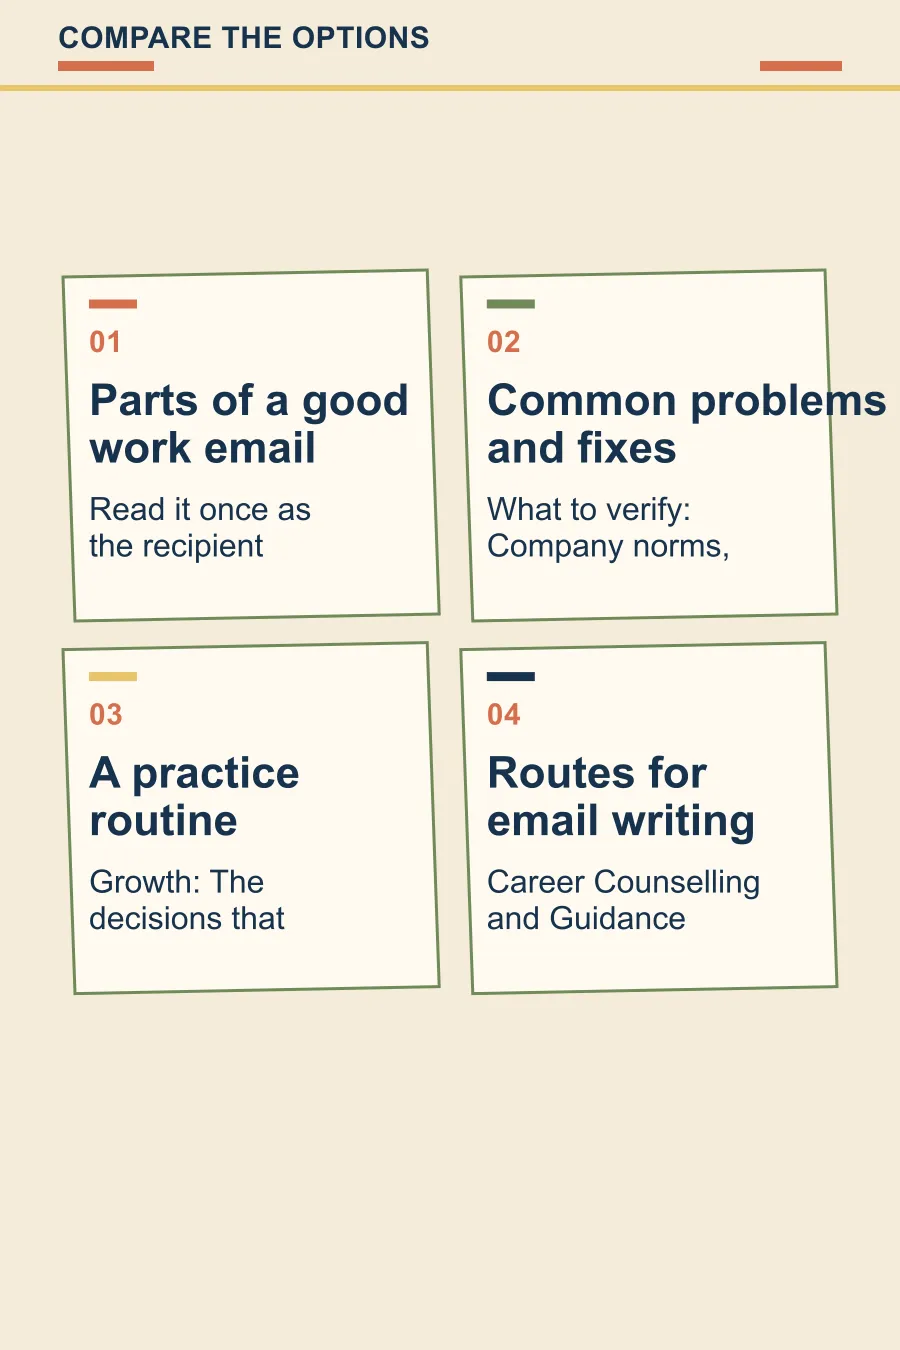 COMPARE THE OPTIONS
01
Parts of a good
work email
Read it once as
the recipient
02
Common problems
and fixes
What to verify:
Company norms,
03
A practice
routine
Growth: The
decisions that
04
Routes for
email writing
Career Counselling
and Guidance